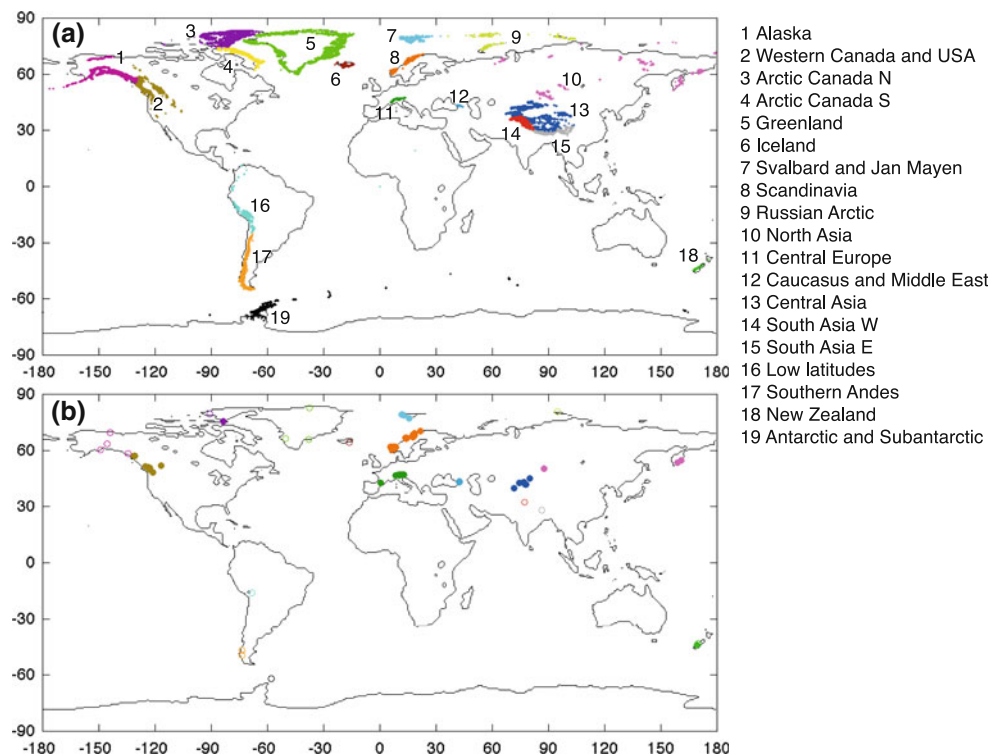 (a)
90
60
30
0
-30
-60
-90
1
2
3
4
5
6
7
8
9
10
11
12
13
14
15
16
17
18
19
-180 -150 -120 -90 -60 -30 0 30 60 90 120 150 180
(b)
90
60
30
0
-30
-60
-90
-180 -150 -120 -90 -60 -30 0 30 60 90 120 150 180
1 Alaska
2 Western Canada and USA
3 Arctic Canada N
4 Arctic Canada S
5 Greenland
6 Iceland
7 Svalbard and Jan Mayen
8 Scandinavia
9 Russian Arctic
10 North Asia
11 Central Europe
12 Caucasus and Middle East
13 Central Asia
14 South Asia W
15 South Asia E
16 Low latitudes
17 Southern Andes
18 New Zealand
19 Antarctic and Subantarctic